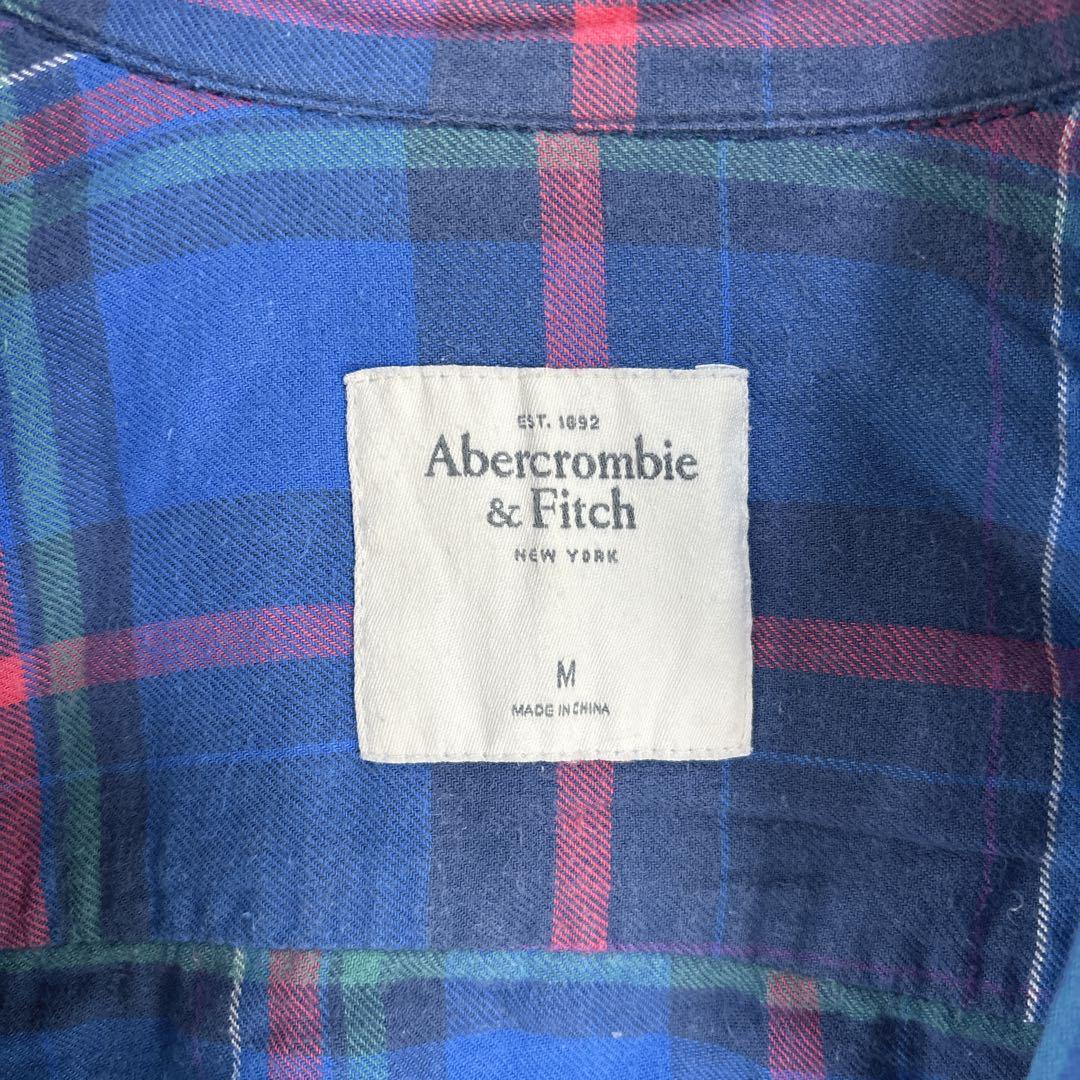 EST. 1892
Abercrombie
& Fitch
NEW YORK
M
MADE IN CHINA